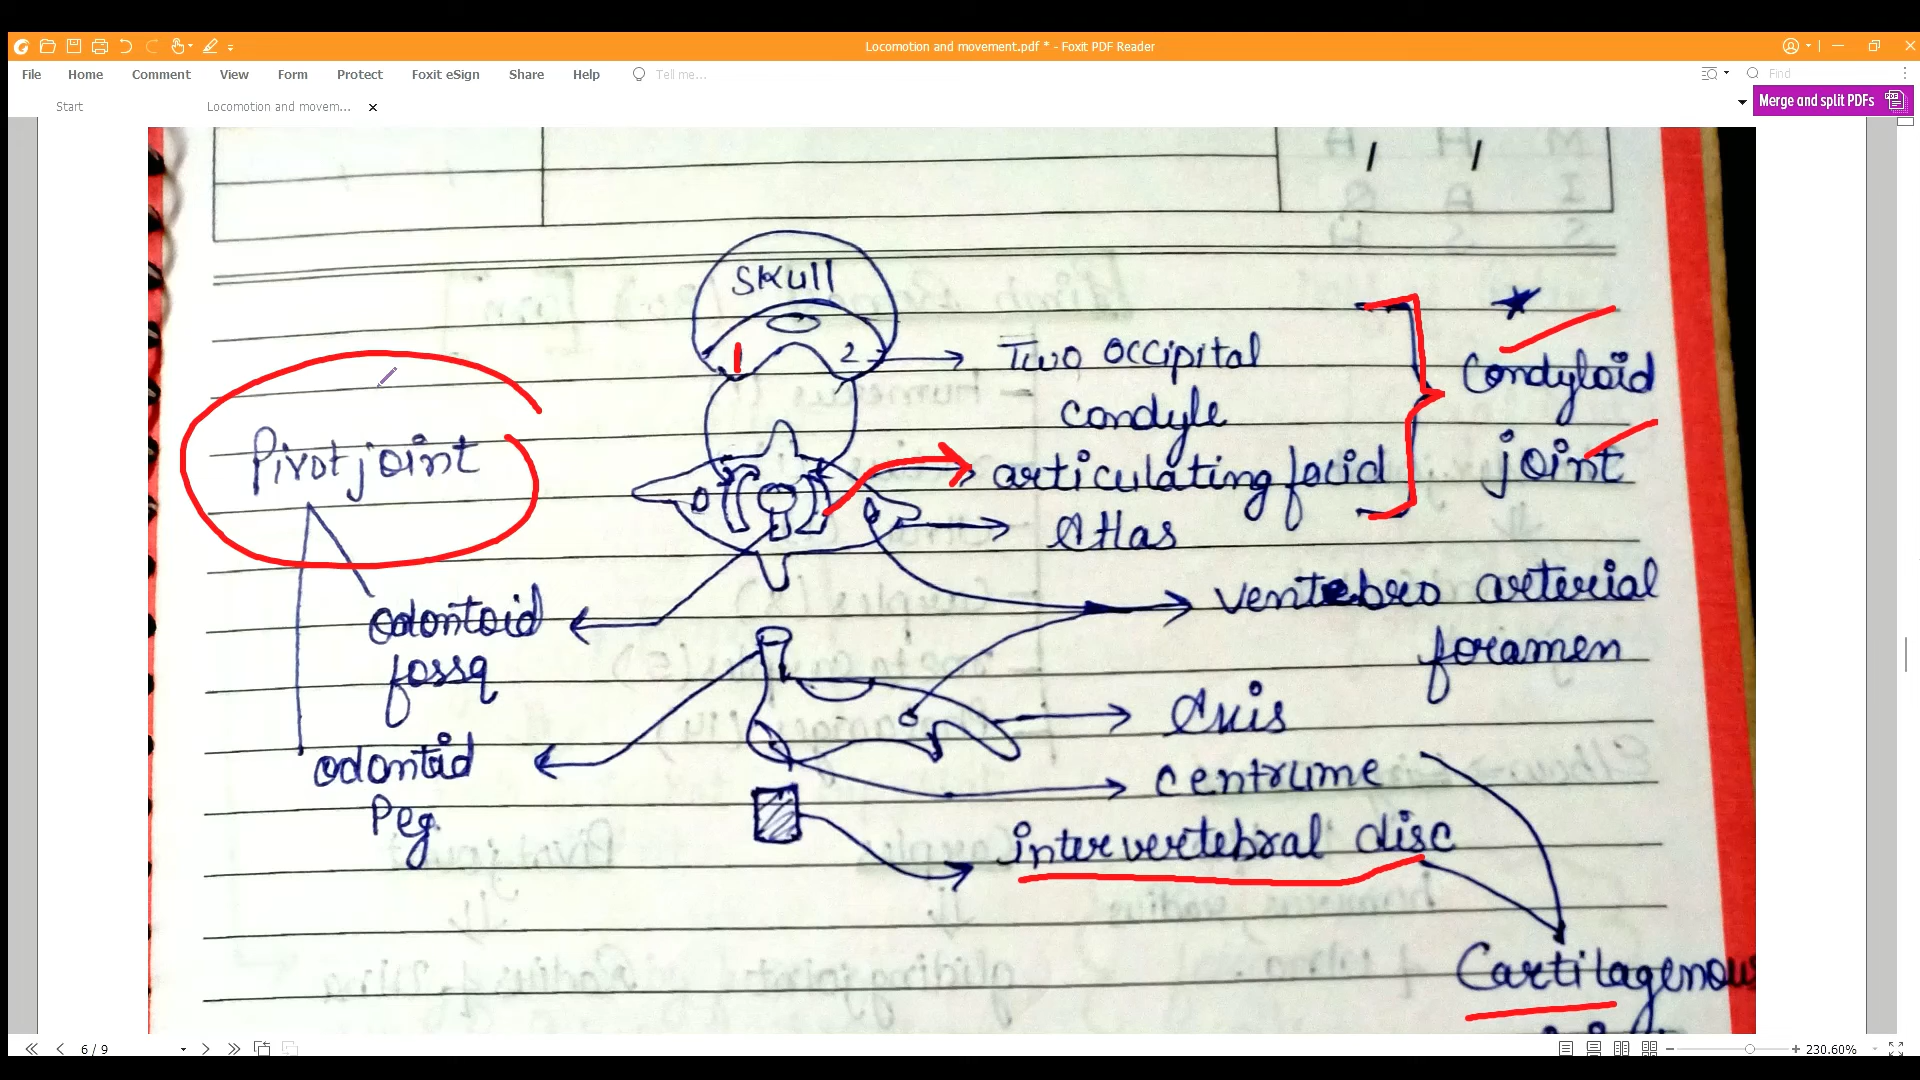 Locomotion and movement.pdf * - Foxit PDF Reader
File Home Comment View Form Protect Foxit eSign Share Help Tell me... Find
Start Locomotion and movem...
Merge and split PDFs
Skull
1 2
Two occipital
condyle
articulating facid
Atlas
Condyloid
joint
Pivot joint
odontoid
fossa
ventebro arterial
foramen
odontoid
Peg.
Axis
centrume
intervertebral disc
Cartilagenous
6 / 9
230.60%